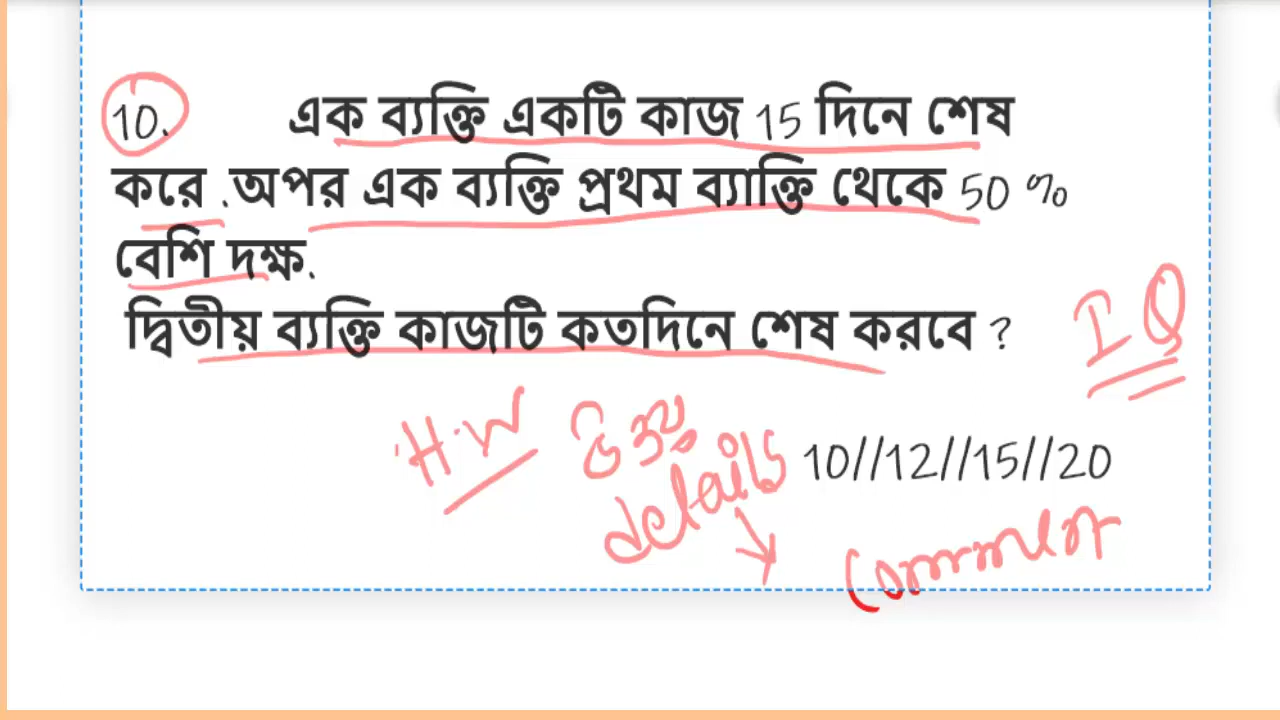 10. এক ব্যক্তি একটি কাজ 15 দিনে শেষ
করে .অপর এক ব্যক্তি প্রথম ব্যাক্তি থেকে 50 %
বেশি দক্ষ.
দ্বিতীয় ব্যক্তি কাজটি কতদিনে শেষ করবে ?
I Q
H.W
details
10//12//15//20
Comment